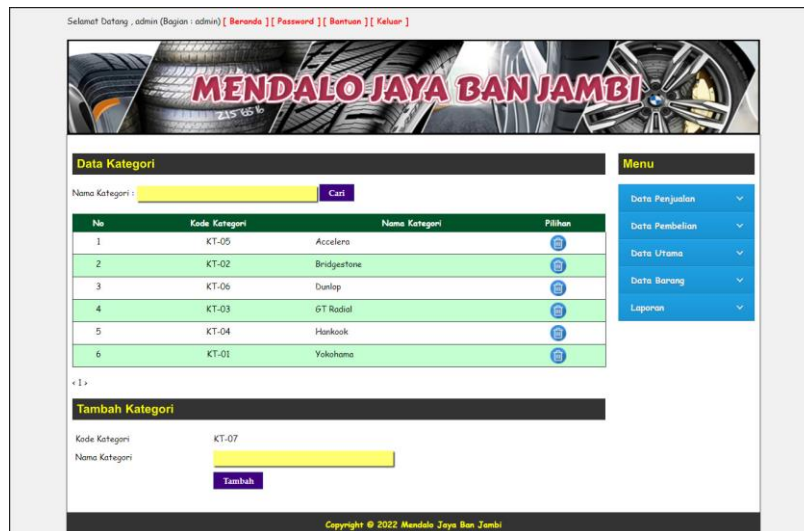 Selamat Datang , admin (Bagian : admin) [ Beranda ] [ Password ] [ Bantuan ] [ Keluar ]
MENDALO JAYA BAN JAMBI
215 65 16
Data Kategori
Nama Kategori :
Cari
No Kode Kategori Nama Kategori Pilihan
1 KT-05 Accelera
2 KT-02 Bridgestone
3 KT-06 Dunlop
4 KT-03 GT Radial
5 KT-04 Hankook
6 KT-01 Yokohama
‹ 1 ›
Tambah Kategori
Kode Kategori KT-07
Nama Kategori
Tambah
Menu
Data Penjualan
Data Pembelian
Data Utama
Data Barang
Laporan
Copyright © 2022 Mendalo Jaya Ban Jambi